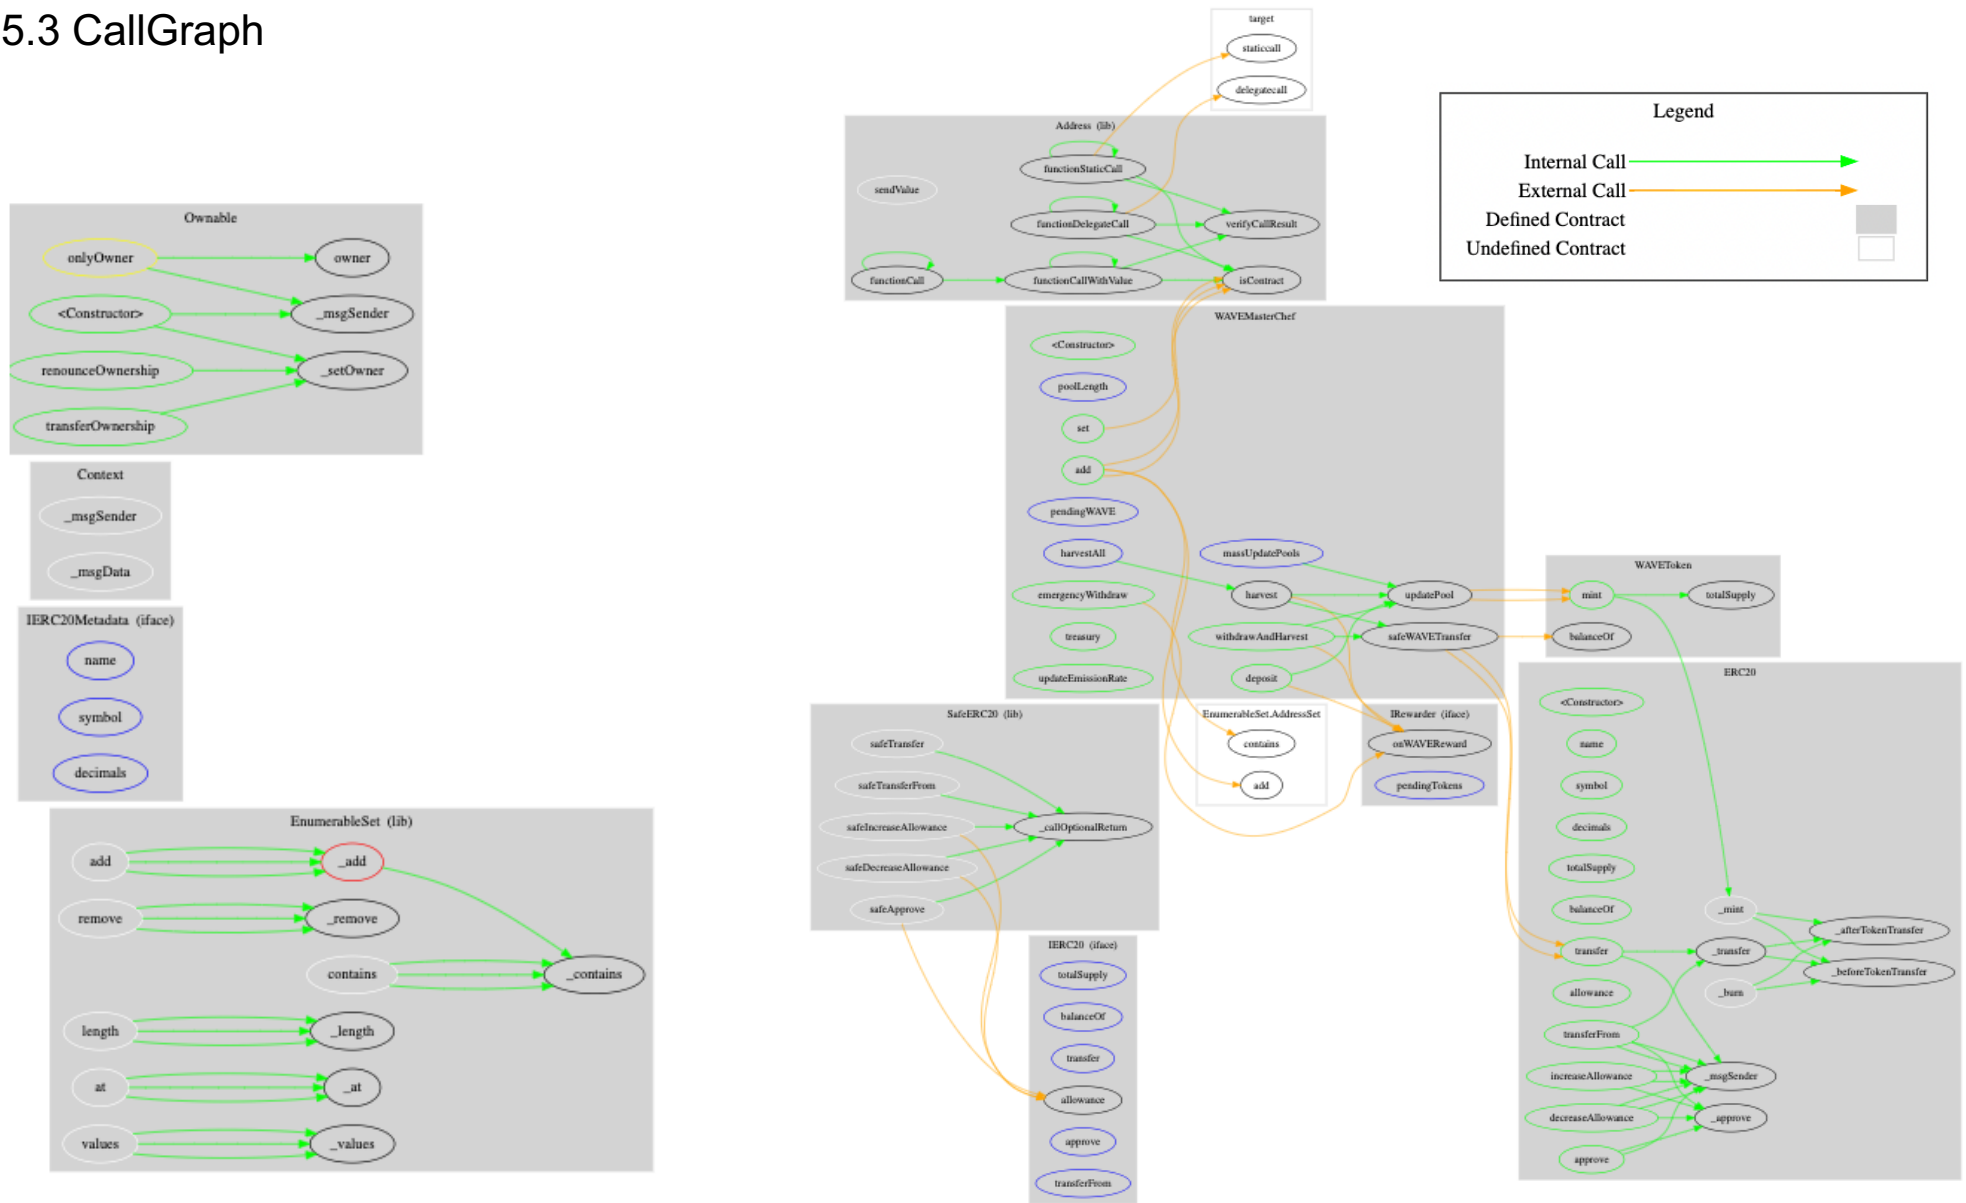 5.3 CallGraph
target
staticcall
delegatecall
Legend
Internal Call
External Call
Defined Contract
Undefined Contract
Address (lib)
functionStaticCall
sendValue
functionDelegateCall
verifyCallResult
functionCall
functionCallWithValue
isContract
Ownable
onlyOwner
owner
<Constructor>
_msgSender
renounceOwnership
_setOwner
transferOwnership
Context
_msgSender
_msgData
IERC20Metadata (iface)
name
symbol
decimals
EnumerableSet (lib)
add
_add
remove
_remove
contains
_contains
length
_length
at
_at
values
_values
WAVEMasterChef
<Constructor>
poolLength
set
add
pendingWAVE
harvestAll
massUpdatePools
emergencyWithdraw
harvest
updatePool
treasury
withdrawAndHarvest
safeWAVETransfer
updateEmissionRate
deposit
WAVEToken
mint
totalSupply
balanceOf
SafeERC20 (lib)
safeTransfer
safeTransferFrom
safeIncreaseAllowance
_callOptionalReturn
safeDecreaseAllowance
safeApprove
EnumerableSet.AddressSet
contains
add
IRewarder (iface)
onWAVEReward
pendingTokens
IERC20 (iface)
totalSupply
balanceOf
transfer
allowance
approve
transferFrom
ERC20
<Constructor>
name
symbol
decimals
totalSupply
balanceOf
_mint
_afterTokenTransfer
transfer
_transfer
_beforeTokenTransfer
allowance
_burn
transferFrom
increaseAllowance
_msgSender
decreaseAllowance
_approve
approve